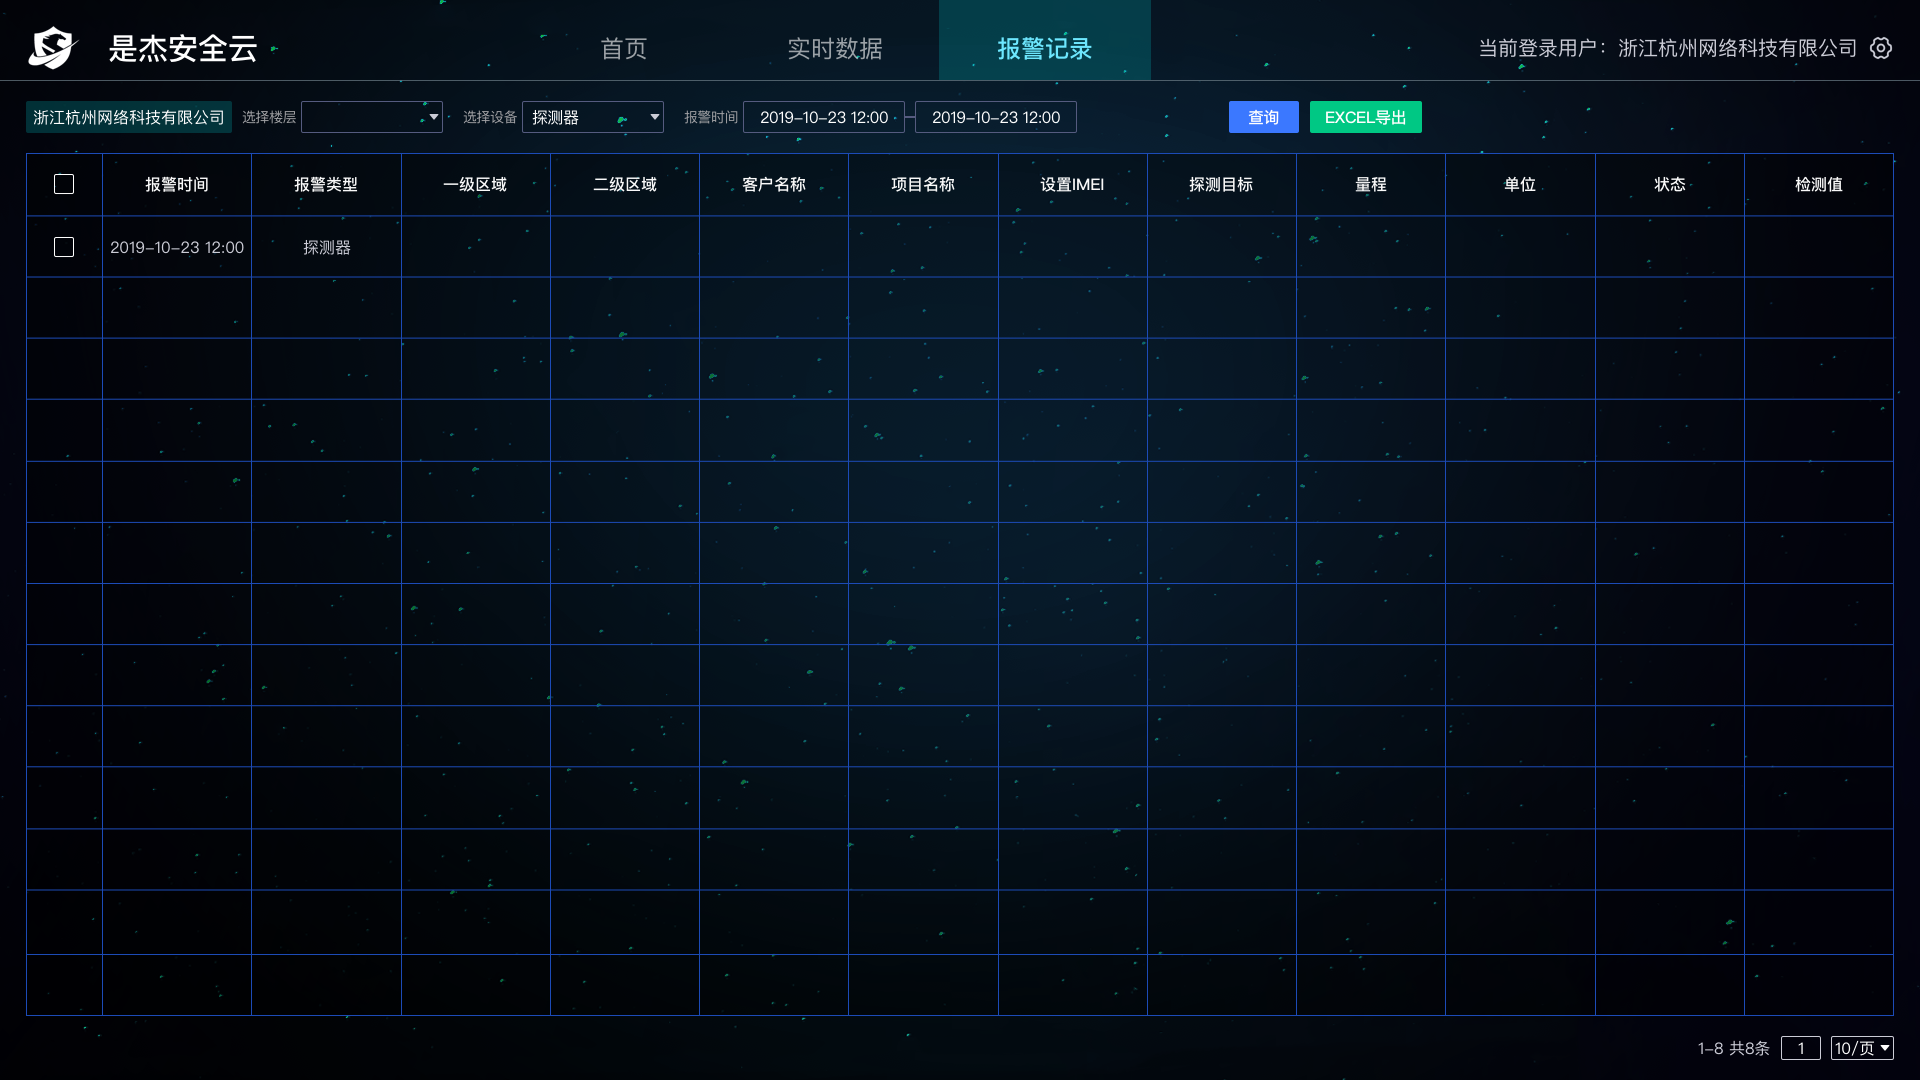 是杰安全云
首页
实时数据
报警记录
当前登录用户：浙江杭州网络科技有限公司
浙江杭州网络科技有限公司
选择楼层
选择设备
探测器
报警时间
2019-10-23 12:00
2019-10-23 12:00
查询
EXCEL导出
报警时间
报警类型
一级区域
二级区域
客户名称
项目名称
设置IMEI
探测目标
量程
单位
状态
检测值
2019-10-23 12:00
探测器
1-8 共8条
1
10/页